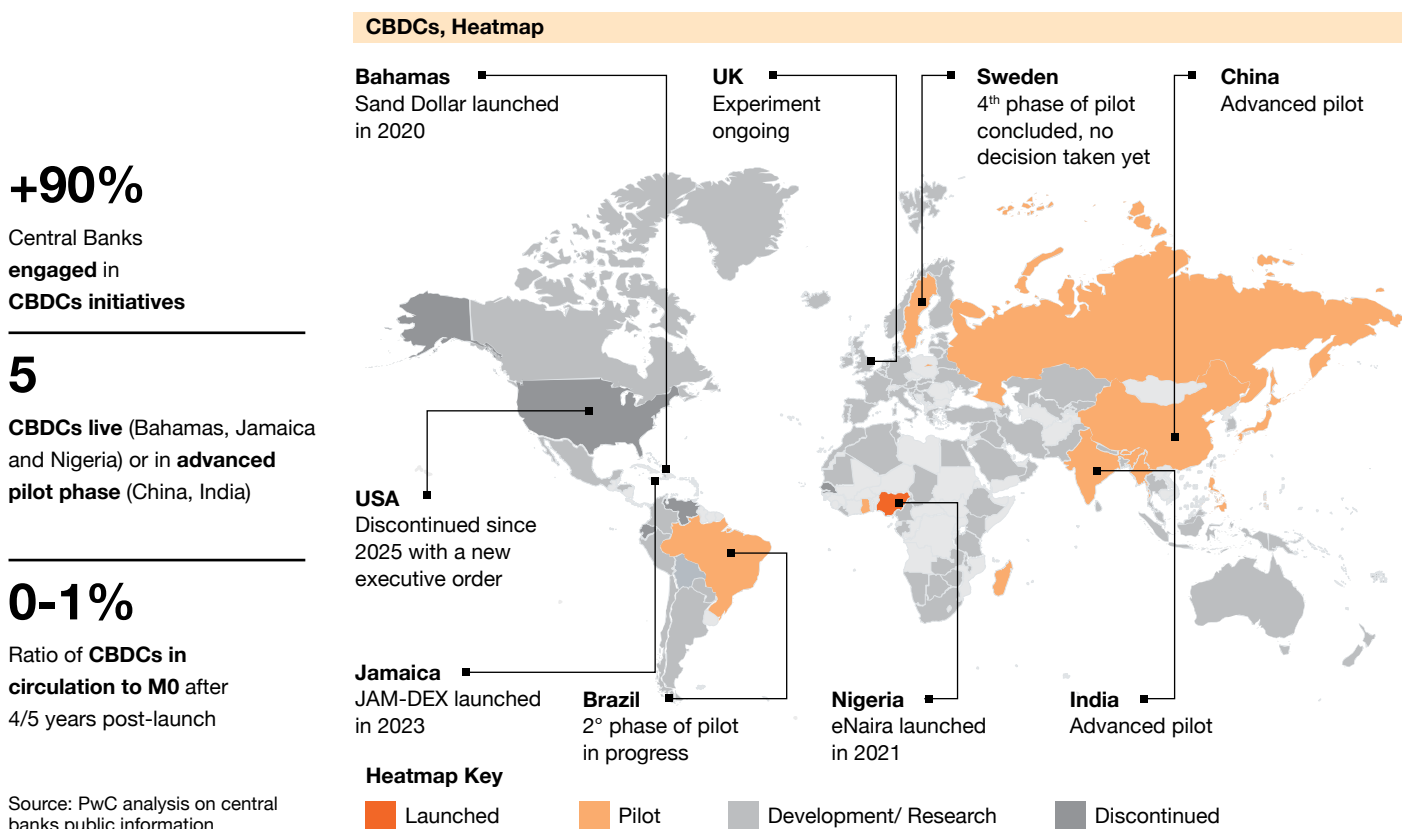 CBDCs, Heatmap
+90%
Central Banks
engaged in
CBDCs initiatives
5
CBDCs live (Bahamas, Jamaica
and Nigeria) or in advanced
pilot phase (China, India)
0-1%
Ratio of CBDCs in
circulation to M0 after
4/5 years post-launch
Source: PwC analysis on central
banks public information
Bahamas
Sand Dollar launched
in 2020
UK
Experiment
ongoing
Sweden
4th phase of pilot
concluded, no
decision taken yet
China
Advanced pilot
USA
Discontinued since
2025 with a new
executive order
Jamaica
JAM-DEX launched
in 2023
Brazil
2° phase of pilot
in progress
Nigeria
eNaira launched
in 2021
India
Advanced pilot
Heatmap Key
Launched
Pilot
Development/ Research
Discontinued